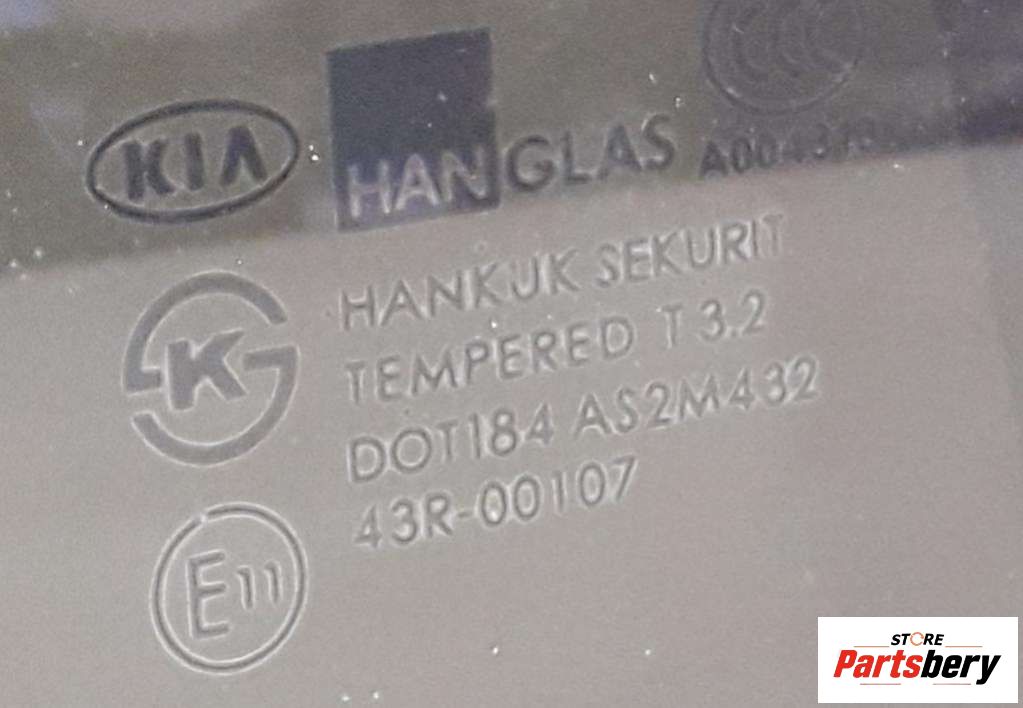 KIA HANGLAS
HANKUK SEKURIT
TEMPERED T 3.2
DOT184 AS2M432
43R-00107
K
E11
STORE
Partsbery